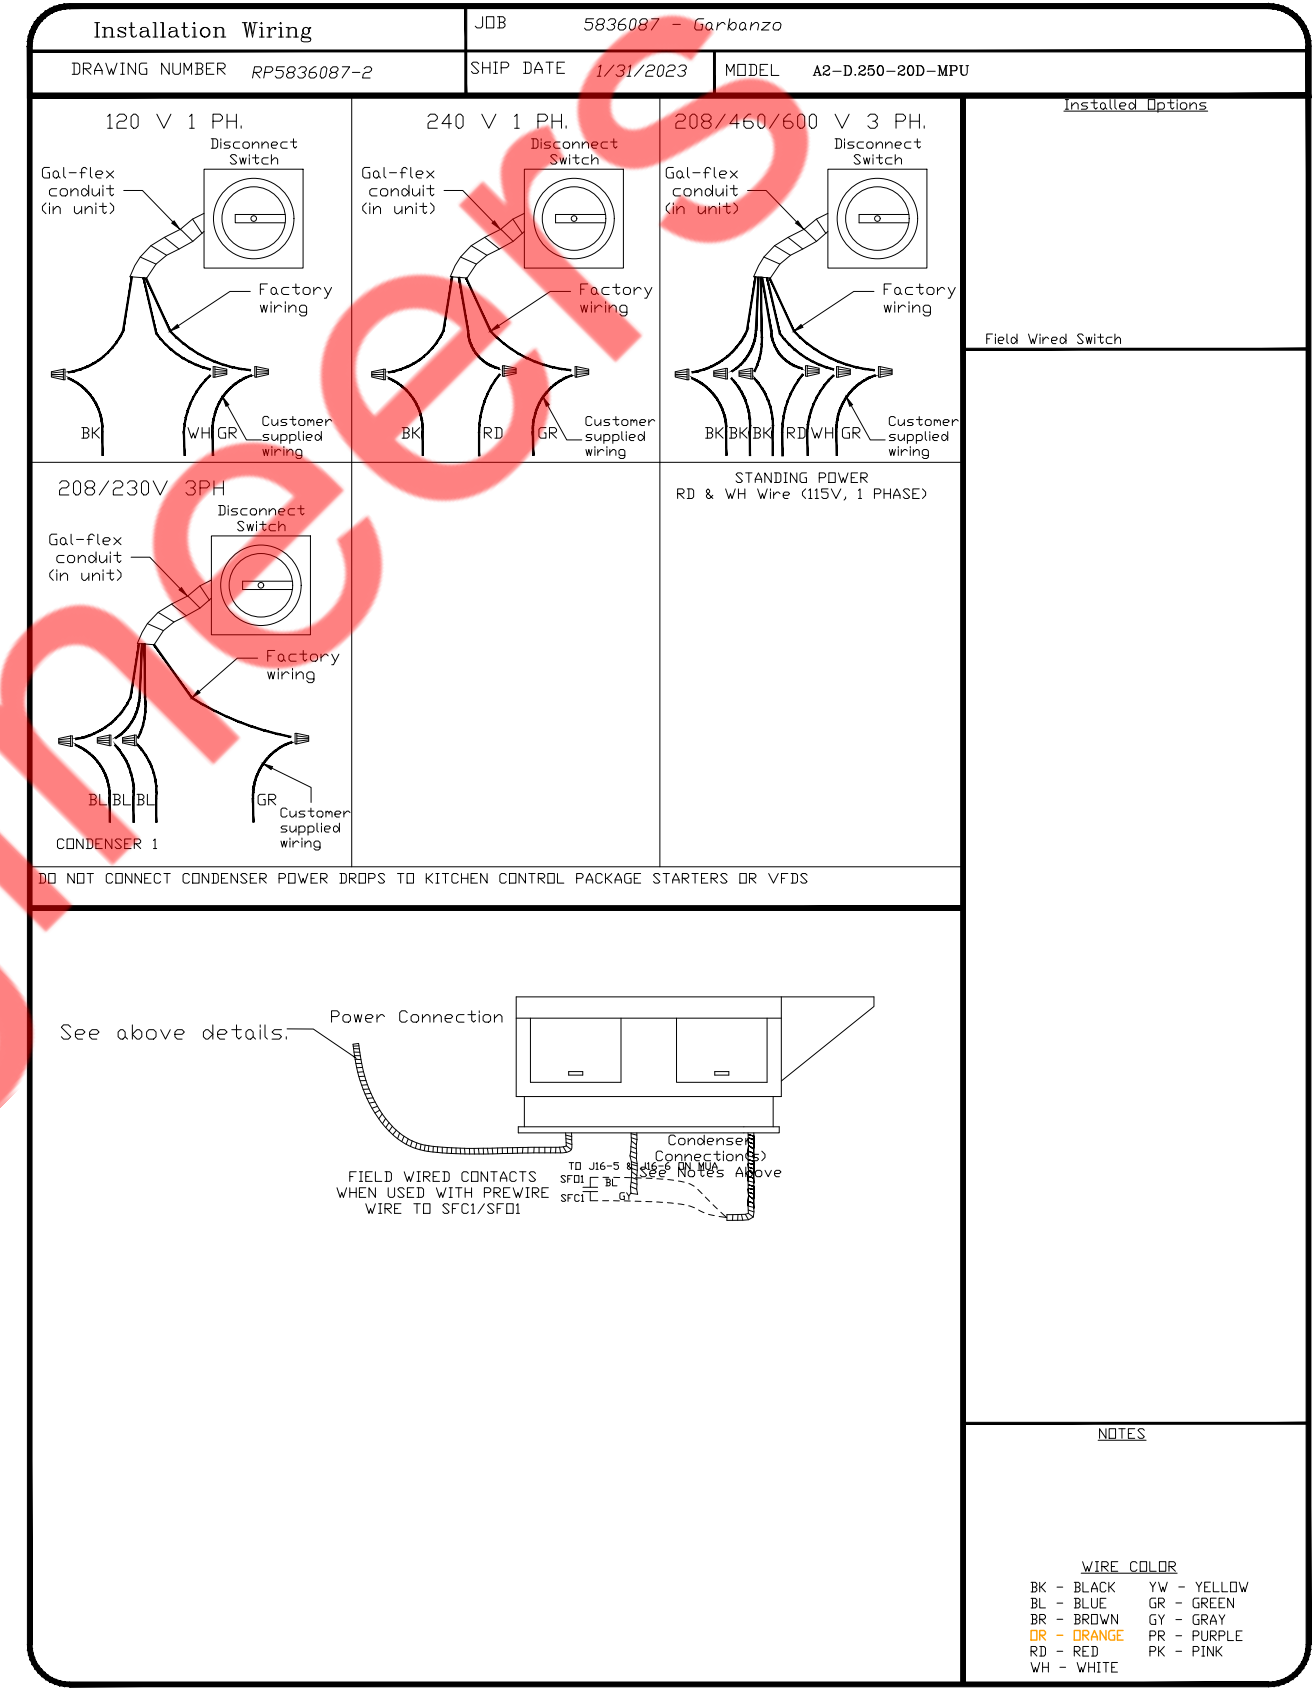 Installation Wiring
JOB 5836087 - Garbanzo
DRAWING NUMBER RP5836087-2
SHIP DATE 1/31/2023
MODEL A2-D.250-20D-MPU
120 V 1 PH.
Disconnect
Switch
Gal-flex
conduit
(in unit)
Factory
wiring
BK
WH
GR
Customer
supplied
wiring
240 V 1 PH.
Disconnect
Switch
Gal-flex
conduit
(in unit)
Factory
wiring
BK
RD
GR
Customer
supplied
wiring
208/460/600 V 3 PH.
Disconnect
Switch
Gal-flex
conduit
(in unit)
Factory
wiring
BK
BK
BK
RD
WH
GR
Customer
supplied
wiring
Installed Options
Field Wired Switch
208/230V 3PH
Disconnect
Switch
Gal-flex
conduit
(in unit)
Factory
wiring
BL
BL
BL
GR
Customer
supplied
wiring
CONDENSER 1
STANDING POWER
RD & WH Wire (115V, 1 PHASE)
DO NOT CONNECT CONDENSER POWER DROPS TO KITCHEN CONTROL PACKAGE STARTERS OR VFDS
See above details.
Power Connection
Condenser
Connection(s)
See Notes Above
TO J16-5 & J16-6 ON MUA
FIELD WIRED CONTACTS
WHEN USED WITH PREWIRE
WIRE TO SFC1/SFO1
SFO1
BL
SFC1
GY
NOTES
WIRE COLOR
BK - BLACK YW - YELLOW
BL - BLUE GR - GREEN
BR - BROWN GY - GRAY
OR - ORANGE PR - PURPLE
RD - RED PK - PINK
WH - WHITE
neers